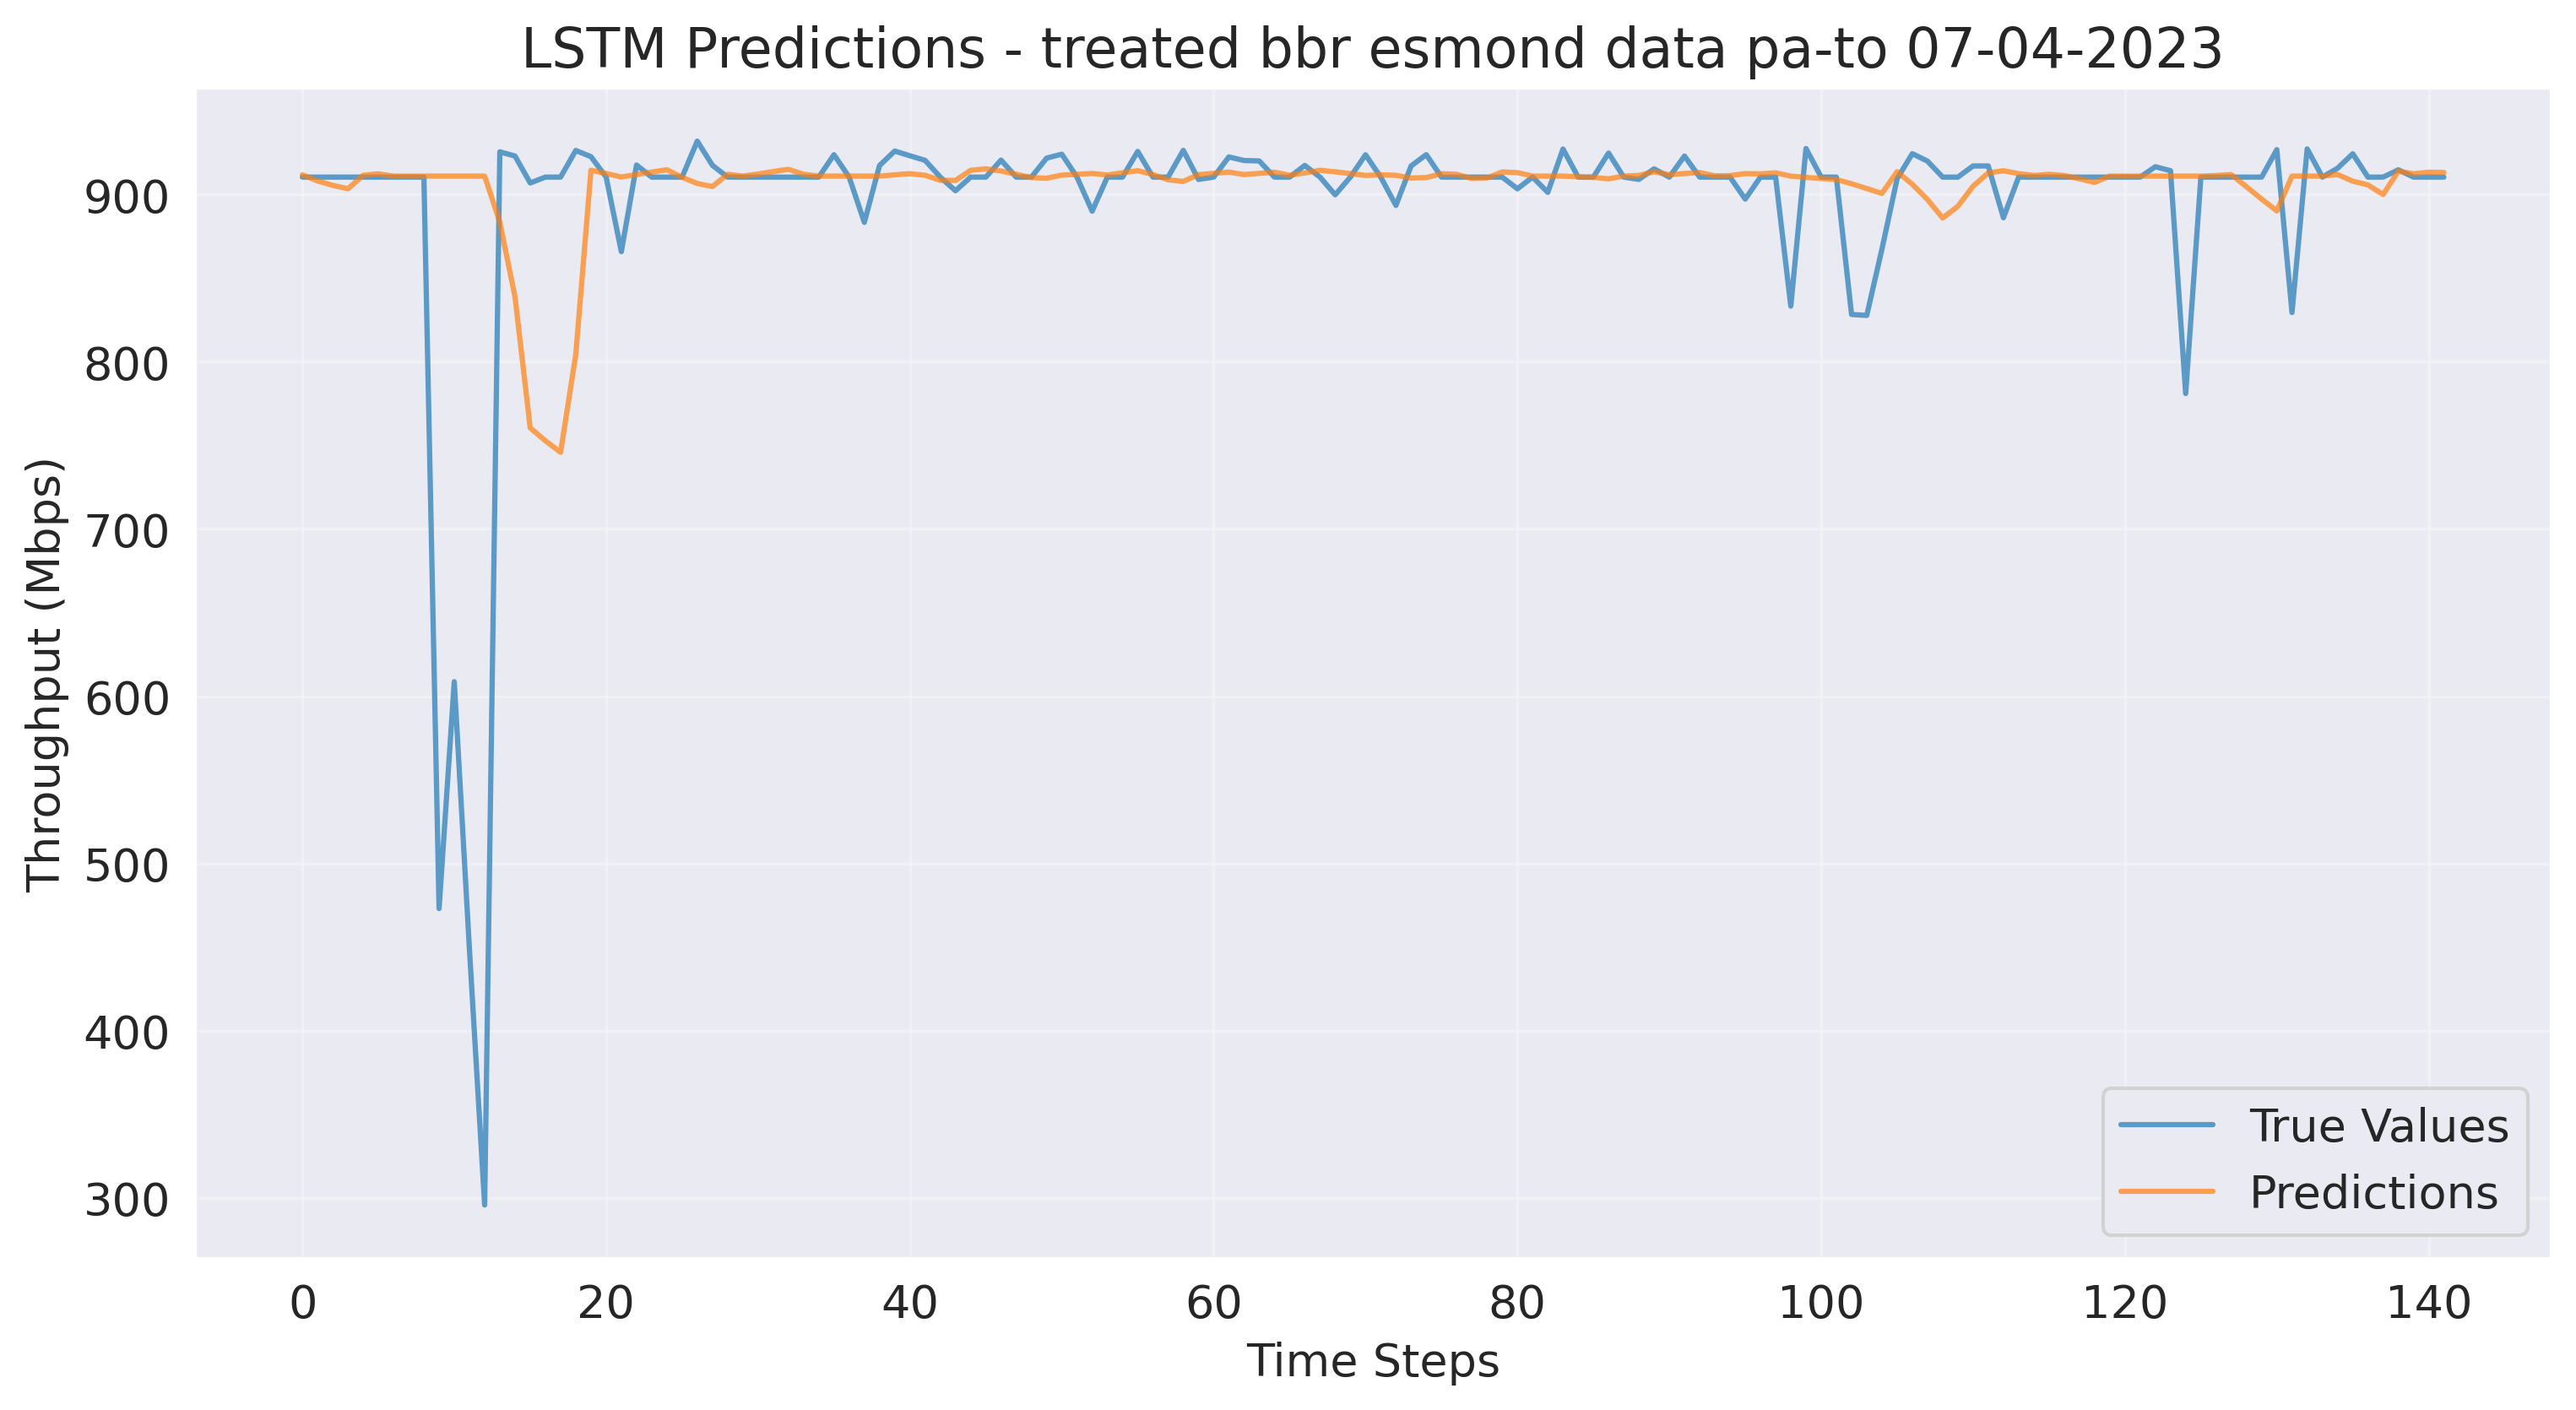 LSTM Predictions - treated bbr esmond data pa-to 07-04-2023
Throughput (Mbps)
900
800
700
600
500
400
300
True Values
Predictions
0 20 40 60 80 100 120 140
Time Steps